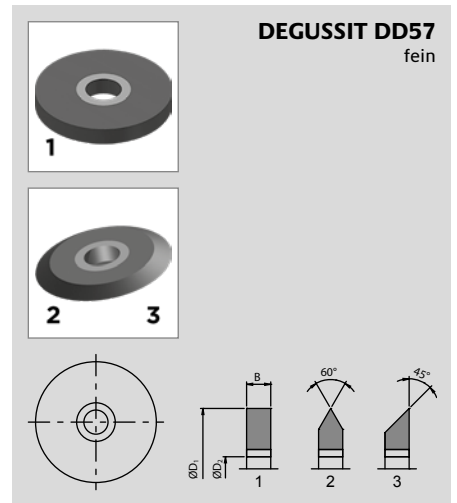 DEGUSSIT DD57
fein
1
2 3
B
60°
45°
ØD₁
ØD₂
1 2 3